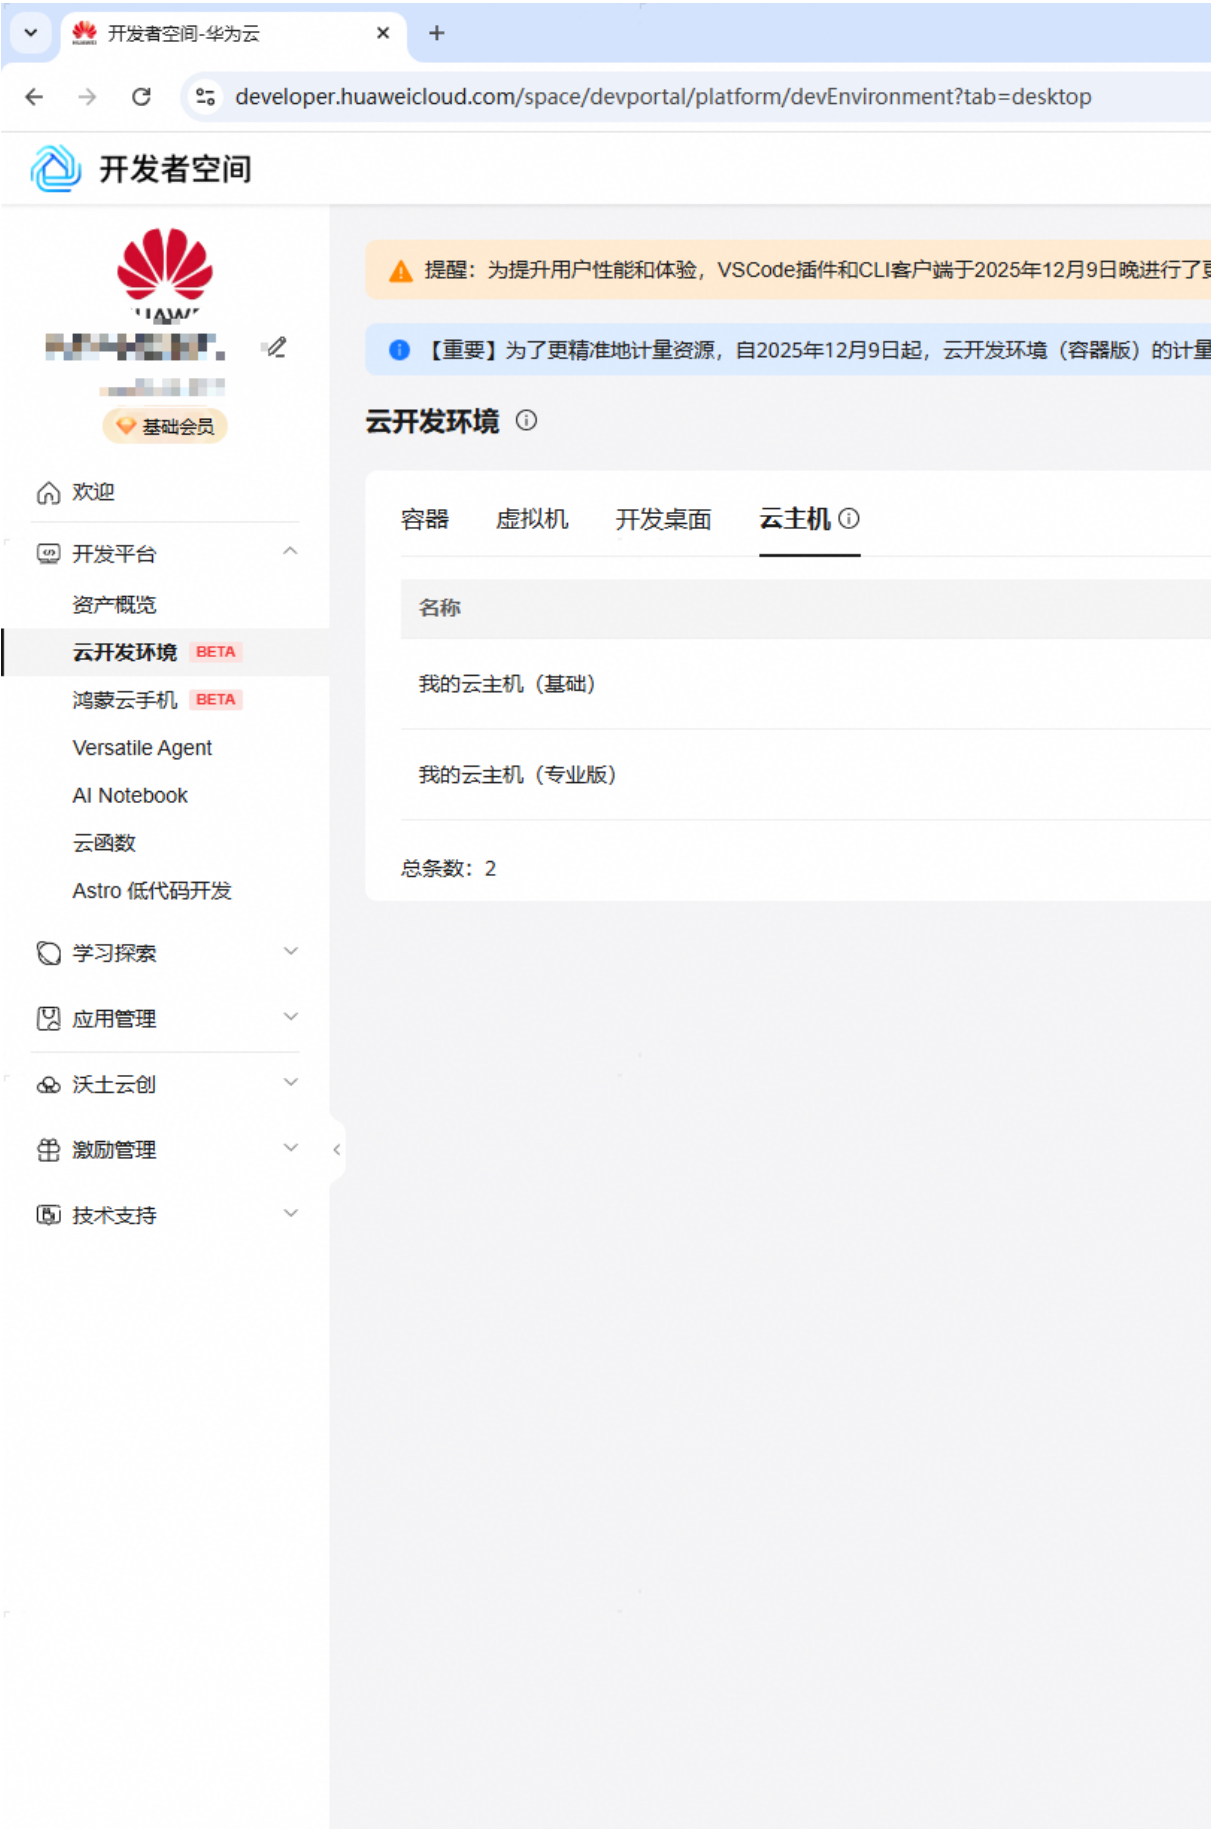 开发者空间-华为云
developer.huaweicloud.com/space/devportal/platform/devEnvironment?tab=desktop
开发者空间
基础会员
欢迎
开发平台
资产概览
云开发环境 BETA
鸿蒙云手机 BETA
Versatile Agent
AI Notebook
云函数
Astro 低代码开发
学习探索
应用管理
沃土云创
激励管理
技术支持
提醒：为提升用户性能和体验，VSCode插件和CLI客户端于2025年12月9日晚进行了
【重要】为了更精准地计量资源，自2025年12月9日起，云开发环境（容器版）的计量
云开发环境
容器 虚拟机 开发桌面 云主机
名称
我的云主机（基础）
我的云主机（专业版）
总条数：2